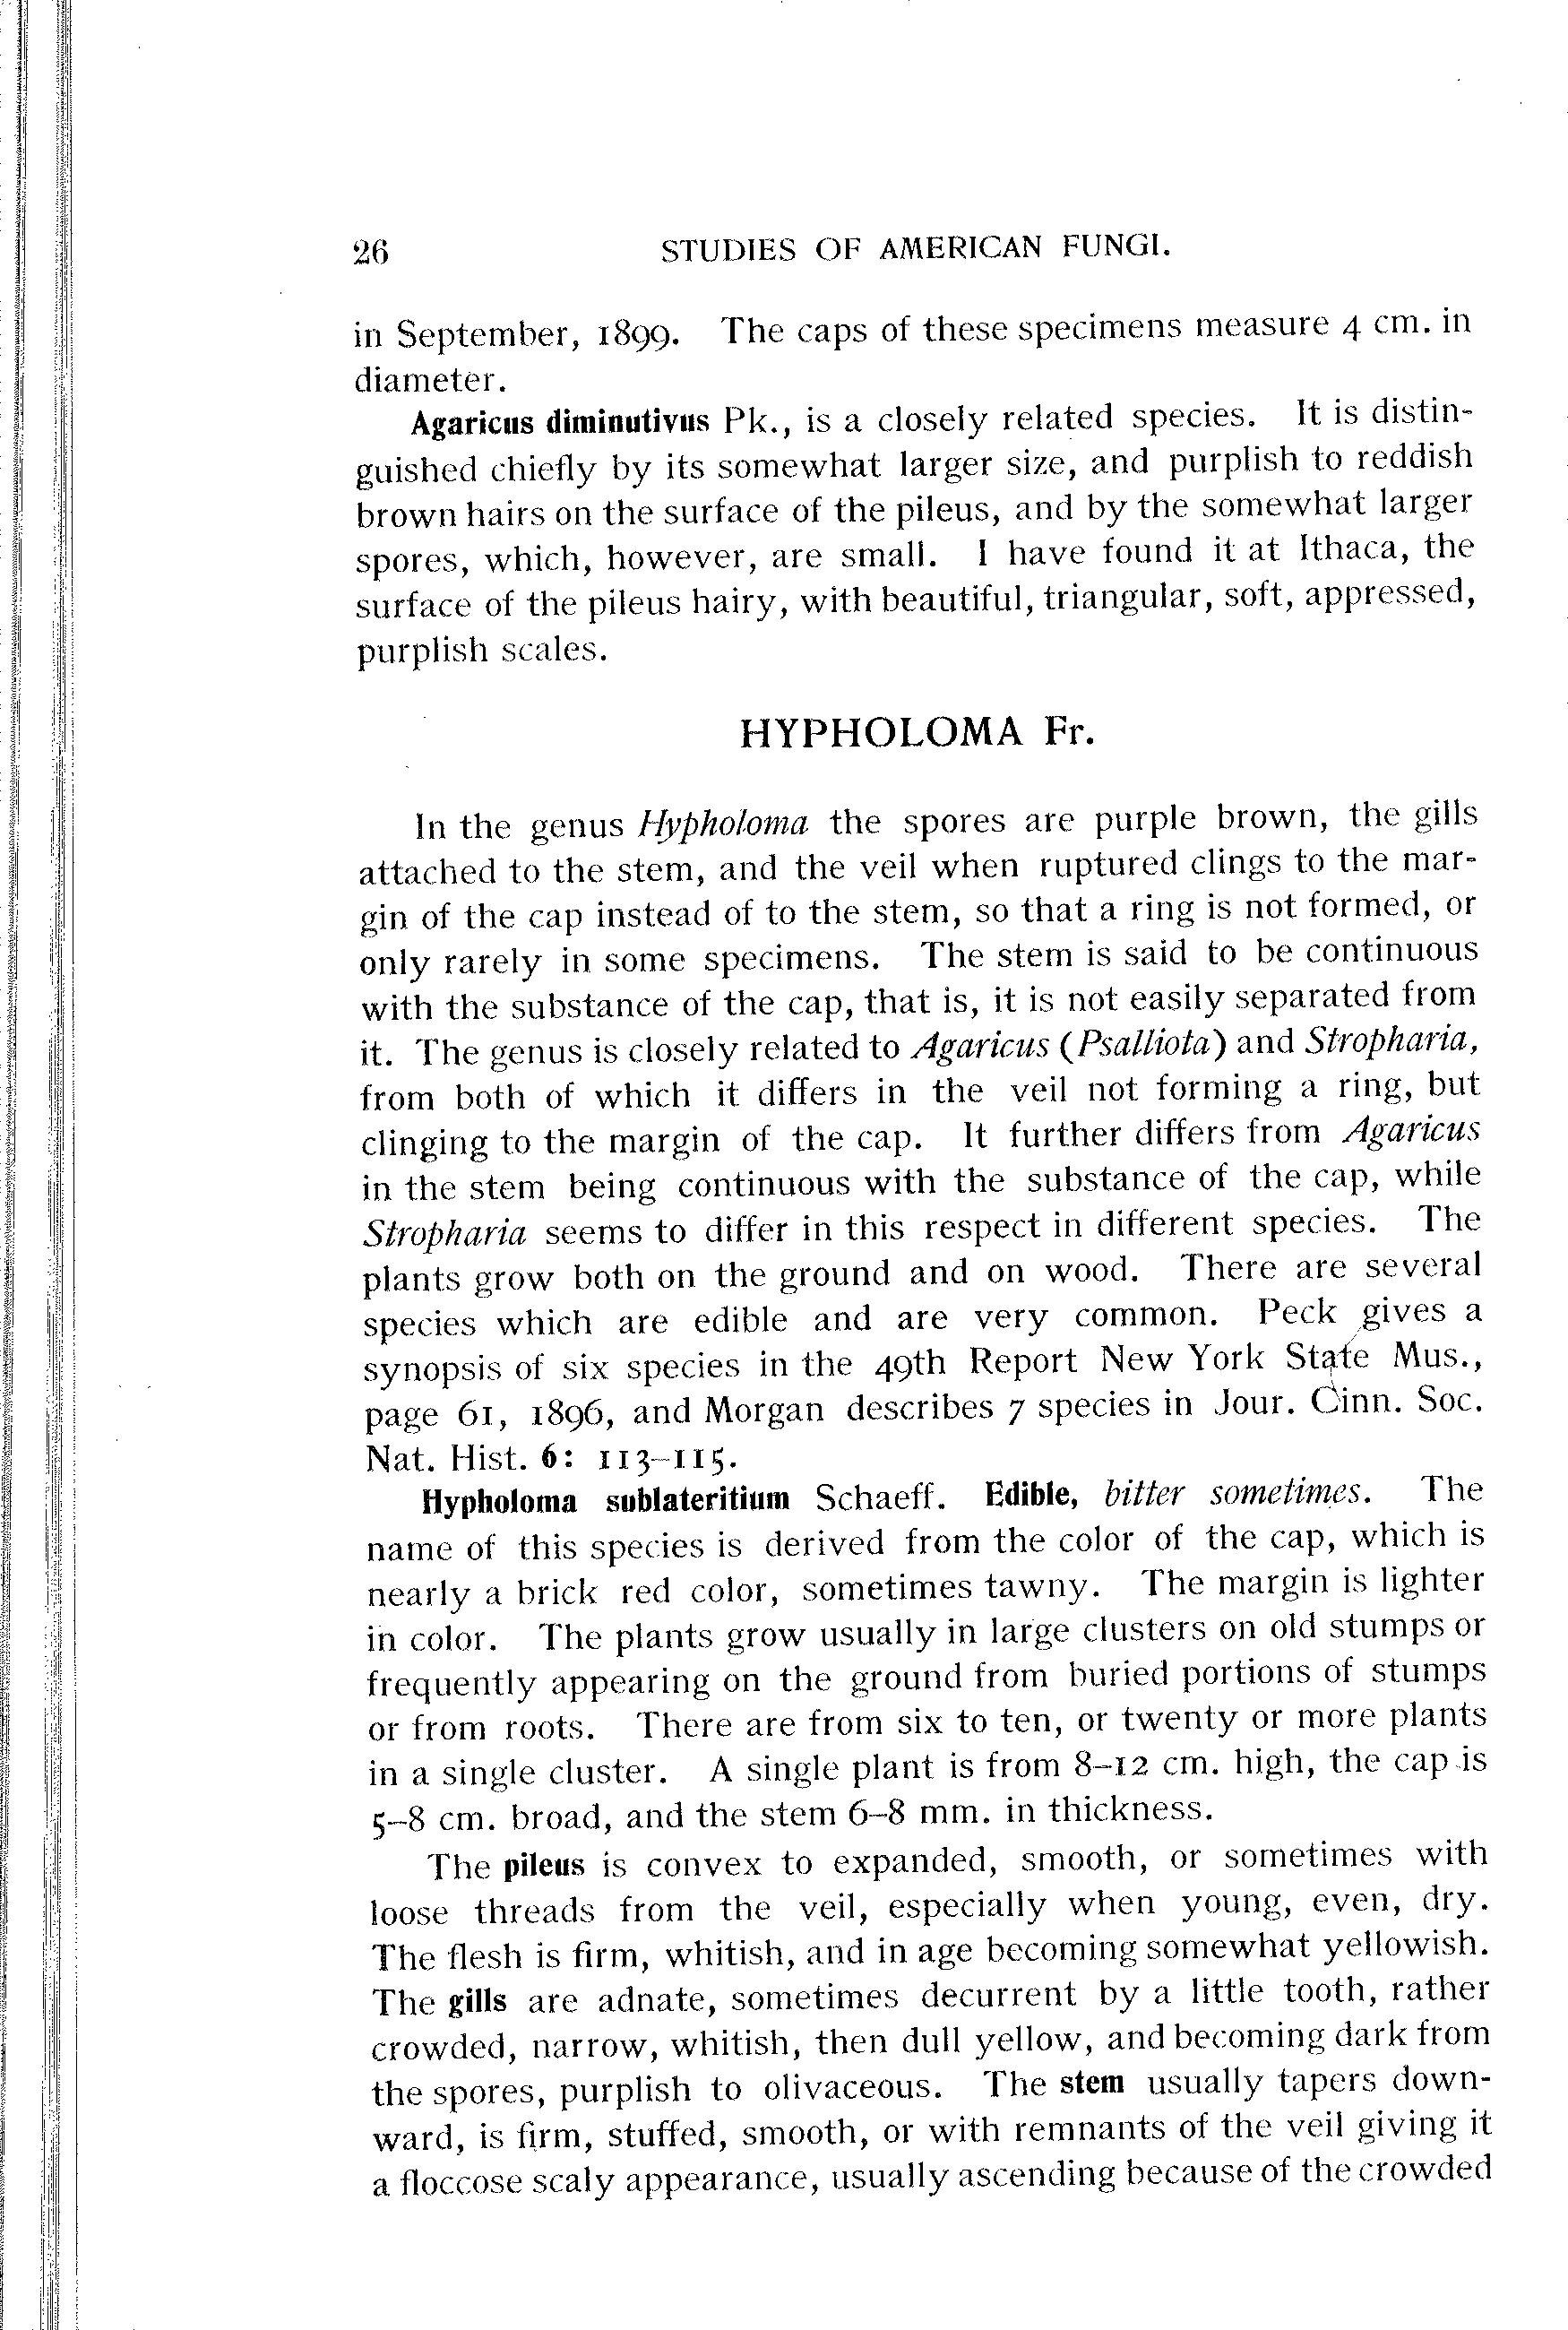 26 STUDIES OF AMERICAN FUNGI.
in September, 1899. The caps of these specimens measure 4 cm. in
diameter.
Agaricus diminutivus Pk., is a closely related species. It is distin-
guished chiefly by its somewhat larger size, and purplish to reddish
brown hairs on the surface of the pileus, and by the somewhat larger
spores, which, however, are small. I have found it at Ithaca, the
surface of the pileus hairy, with beautiful, triangular, soft, appressed,
purplish scales.
HYPHOLOMA Fr.
In the genus Hypholoma the spores are purple brown, the gills
attached to the stem, and the veil when ruptured clings to the mar-
gin of the cap instead of to the stem, so that a ring is not formed, or
only rarely in some specimens. The stem is said to be continuous
with the substance of the cap, that is, it is not easily separated from
it. The genus is closely related to Agaricus (Psalliota) and Stropharia,
from both of which it differs in the veil not forming a ring, but
clinging to the margin of the cap. It further differs from Agaricus
in the stem being continuous with the substance of the cap, while
Stropharia seems to differ in this respect in different species. The
plants grow both on the ground and on wood. There are several
species which are edible and are very common. Peck gives a
synopsis of six species in the 49th Report New York State Mus.,
page 61, 1896, and Morgan describes 7 species in Jour. Cinn. Soc.
Nat. Hist. 6: 113–115.
Hypholoma sublateritium Schaeff. Edible, bitter sometimes. The
name of this species is derived from the color of the cap, which is
nearly a brick red color, sometimes tawny. The margin is lighter
in color. The plants grow usually in large clusters on old stumps or
frequently appearing on the ground from buried portions of stumps
or from roots. There are from six to ten, or twenty or more plants
in a single cluster. A single plant is from 8–12 cm. high, the cap is
5–8 cm. broad, and the stem 6–8 mm. in thickness.
The pileus is convex to expanded, smooth, or sometimes with
loose threads from the veil, especially when young, even, dry.
The flesh is firm, whitish, and in age becoming somewhat yellowish.
The gills are adnate, sometimes decurrent by a little tooth, rather
crowded, narrow, whitish, then dull yellow, and becoming dark from
the spores, purplish to olivaceous. The stem usually tapers down-
ward, is firm, stuffed, smooth, or with remnants of the veil giving it
a floccose scaly appearance, usually ascending because of the crowded